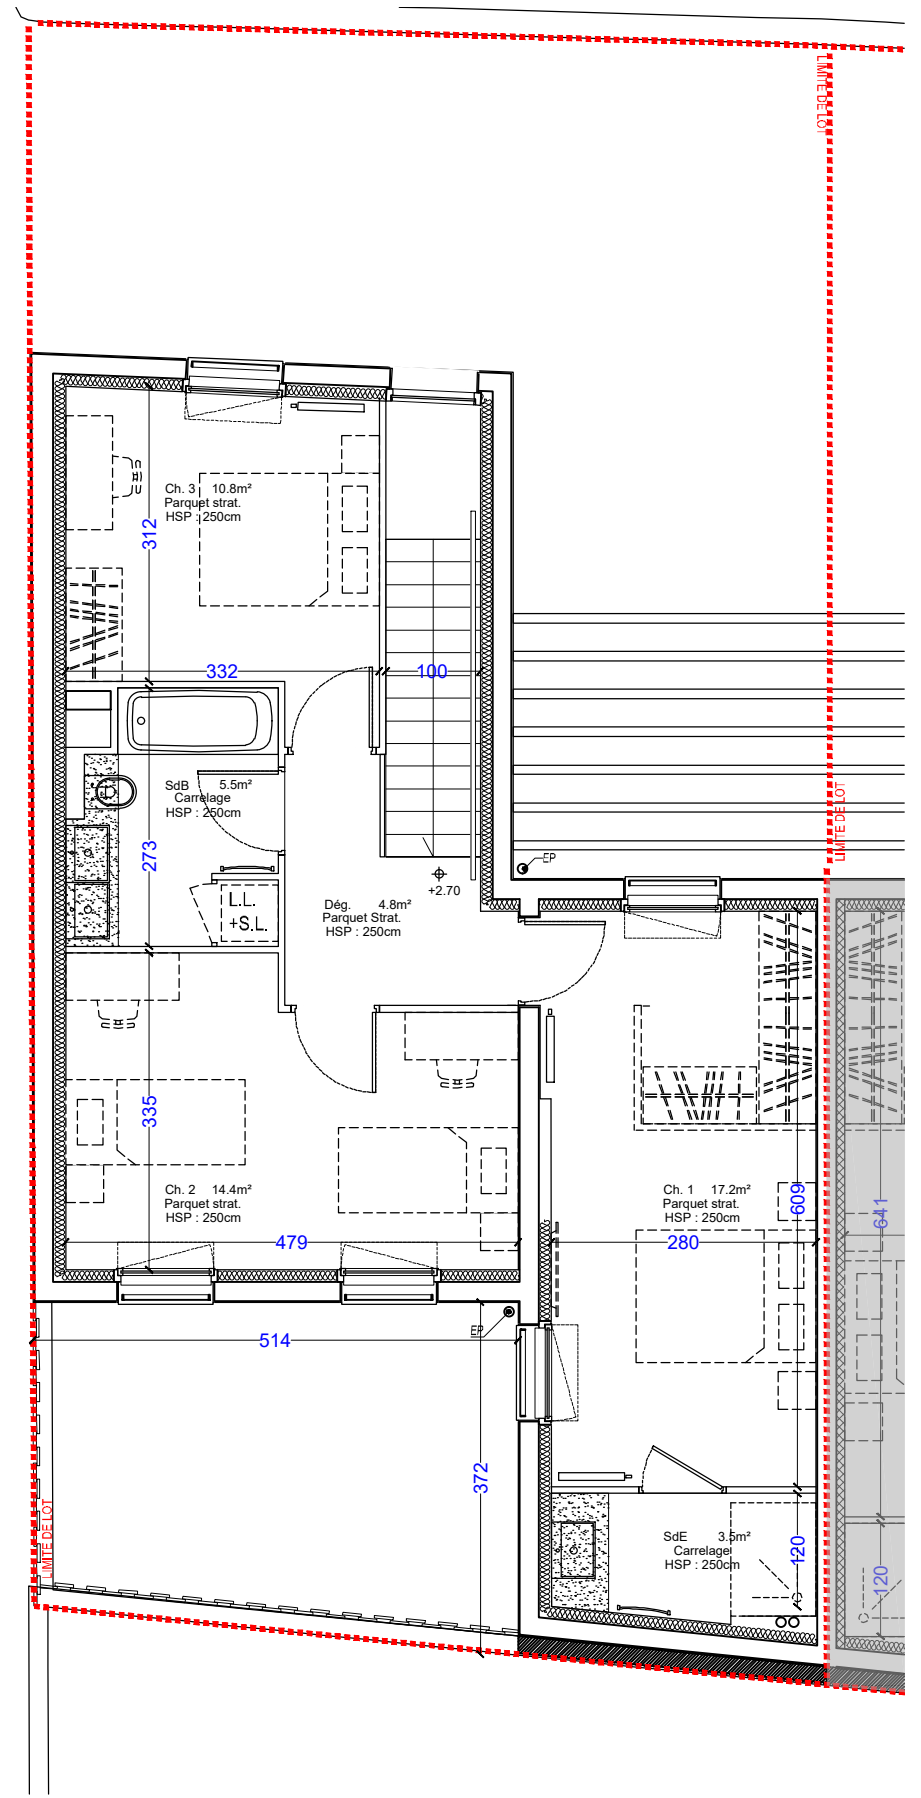 LIMITE DE LOT
Ch. 3 10.8m²
Parquet strat.
HSP : 250cm
312
332
100
SdB 5.5m²
Carrelage
HSP : 250cm
273
L.L.
+S.L.
EP
+2.70
LIMITE DE LOT
Dég. 4.8m²
Parquet Strat.
HSP : 250cm
335
Ch. 2 14.4m²
Parquet strat.
HSP : 250cm
479
Ch. 1 17.2m²
Parquet strat.
HSP : 250cm
609
280
641
EP
514
372
LIMITE DE LOT
SdE 3.5m²
Carrelage
HSP : 250cm
120
120